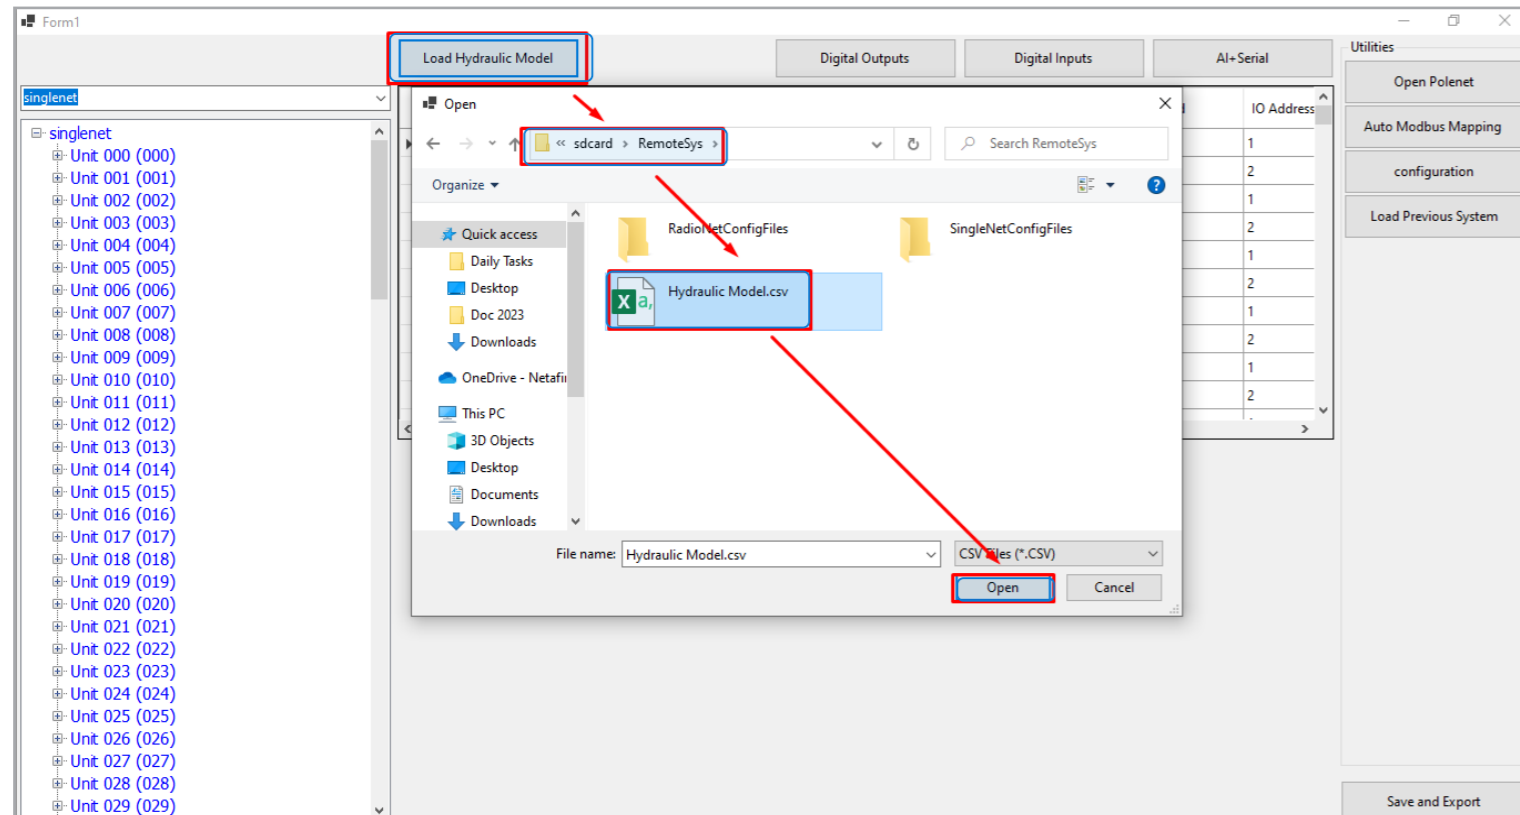 Form1
Load Hydraulic Model
Digital Outputs
Digital Inputs
AI+Serial
Utilities
Open Polenet
Auto Modbus Mapping
configuration
Load Previous System
Save and Export
singlenet
singlenet
Unit 000 (000)
Unit 001 (001)
Unit 002 (002)
Unit 003 (003)
Unit 004 (004)
Unit 005 (005)
Unit 006 (006)
Unit 007 (007)
Unit 008 (008)
Unit 009 (009)
Unit 010 (010)
Unit 011 (011)
Unit 012 (012)
Unit 013 (013)
Unit 014 (014)
Unit 015 (015)
Unit 016 (016)
Unit 017 (017)
Unit 018 (018)
Unit 019 (019)
Unit 020 (020)
Unit 021 (021)
Unit 022 (022)
Unit 023 (023)
Unit 024 (024)
Unit 025 (025)
Unit 026 (026)
Unit 027 (027)
Unit 028 (028)
Unit 029 (029)
Open
« sdcard › RemoteSys ›
Search RemoteSys
Organize
Quick access
Daily Tasks
Desktop
Doc 2023
Downloads
OneDrive - Netafi
This PC
3D Objects
Desktop
Documents
Downloads
RadioNetConfigFiles
SingleNetConfigFiles
Hydraulic Model.csv
File name: Hydraulic Model.csv
CSV Files (*.CSV)
Open
Cancel
IO Address
1
2
1
2
1
2
1
2
1
2